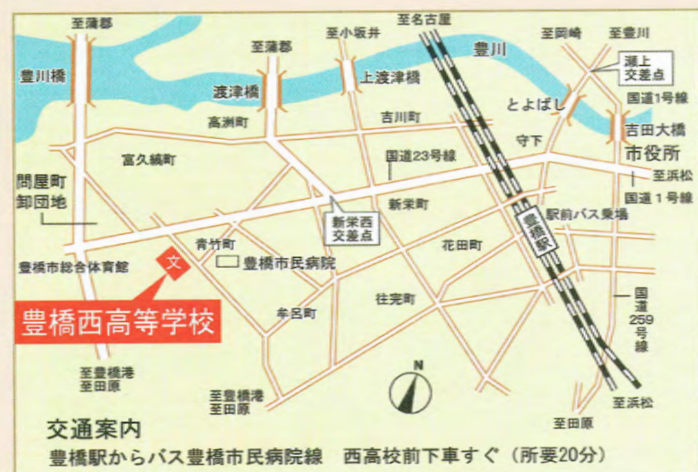 至蒲郡
豊川橋
至蒲郡
渡津橋
至小坂井
上渡津橋
至名古屋
豊川
至岡崎
至豊川
瀬上
交差点
とよばし
国道1号線
吉田大橋
市役所
高洲町
吉川町
守下
富久縞町
国道23号線
至浜松
国道1号線
問屋町
卸団地
新栄西
交差点
新栄町
駅前バス乗場
豊橋駅
花田町
青竹町
豊橋市総合体育館
文
豊橋市民病院
豊橋西高等学校
牟呂町
往完町
国道259号線
N
至豊橋港
至田原
至豊橋港
至田原
至浜松
至田原
交通案内
豊橋駅からバス豊橋市民病院線 西高校前下車すぐ(所要20分)